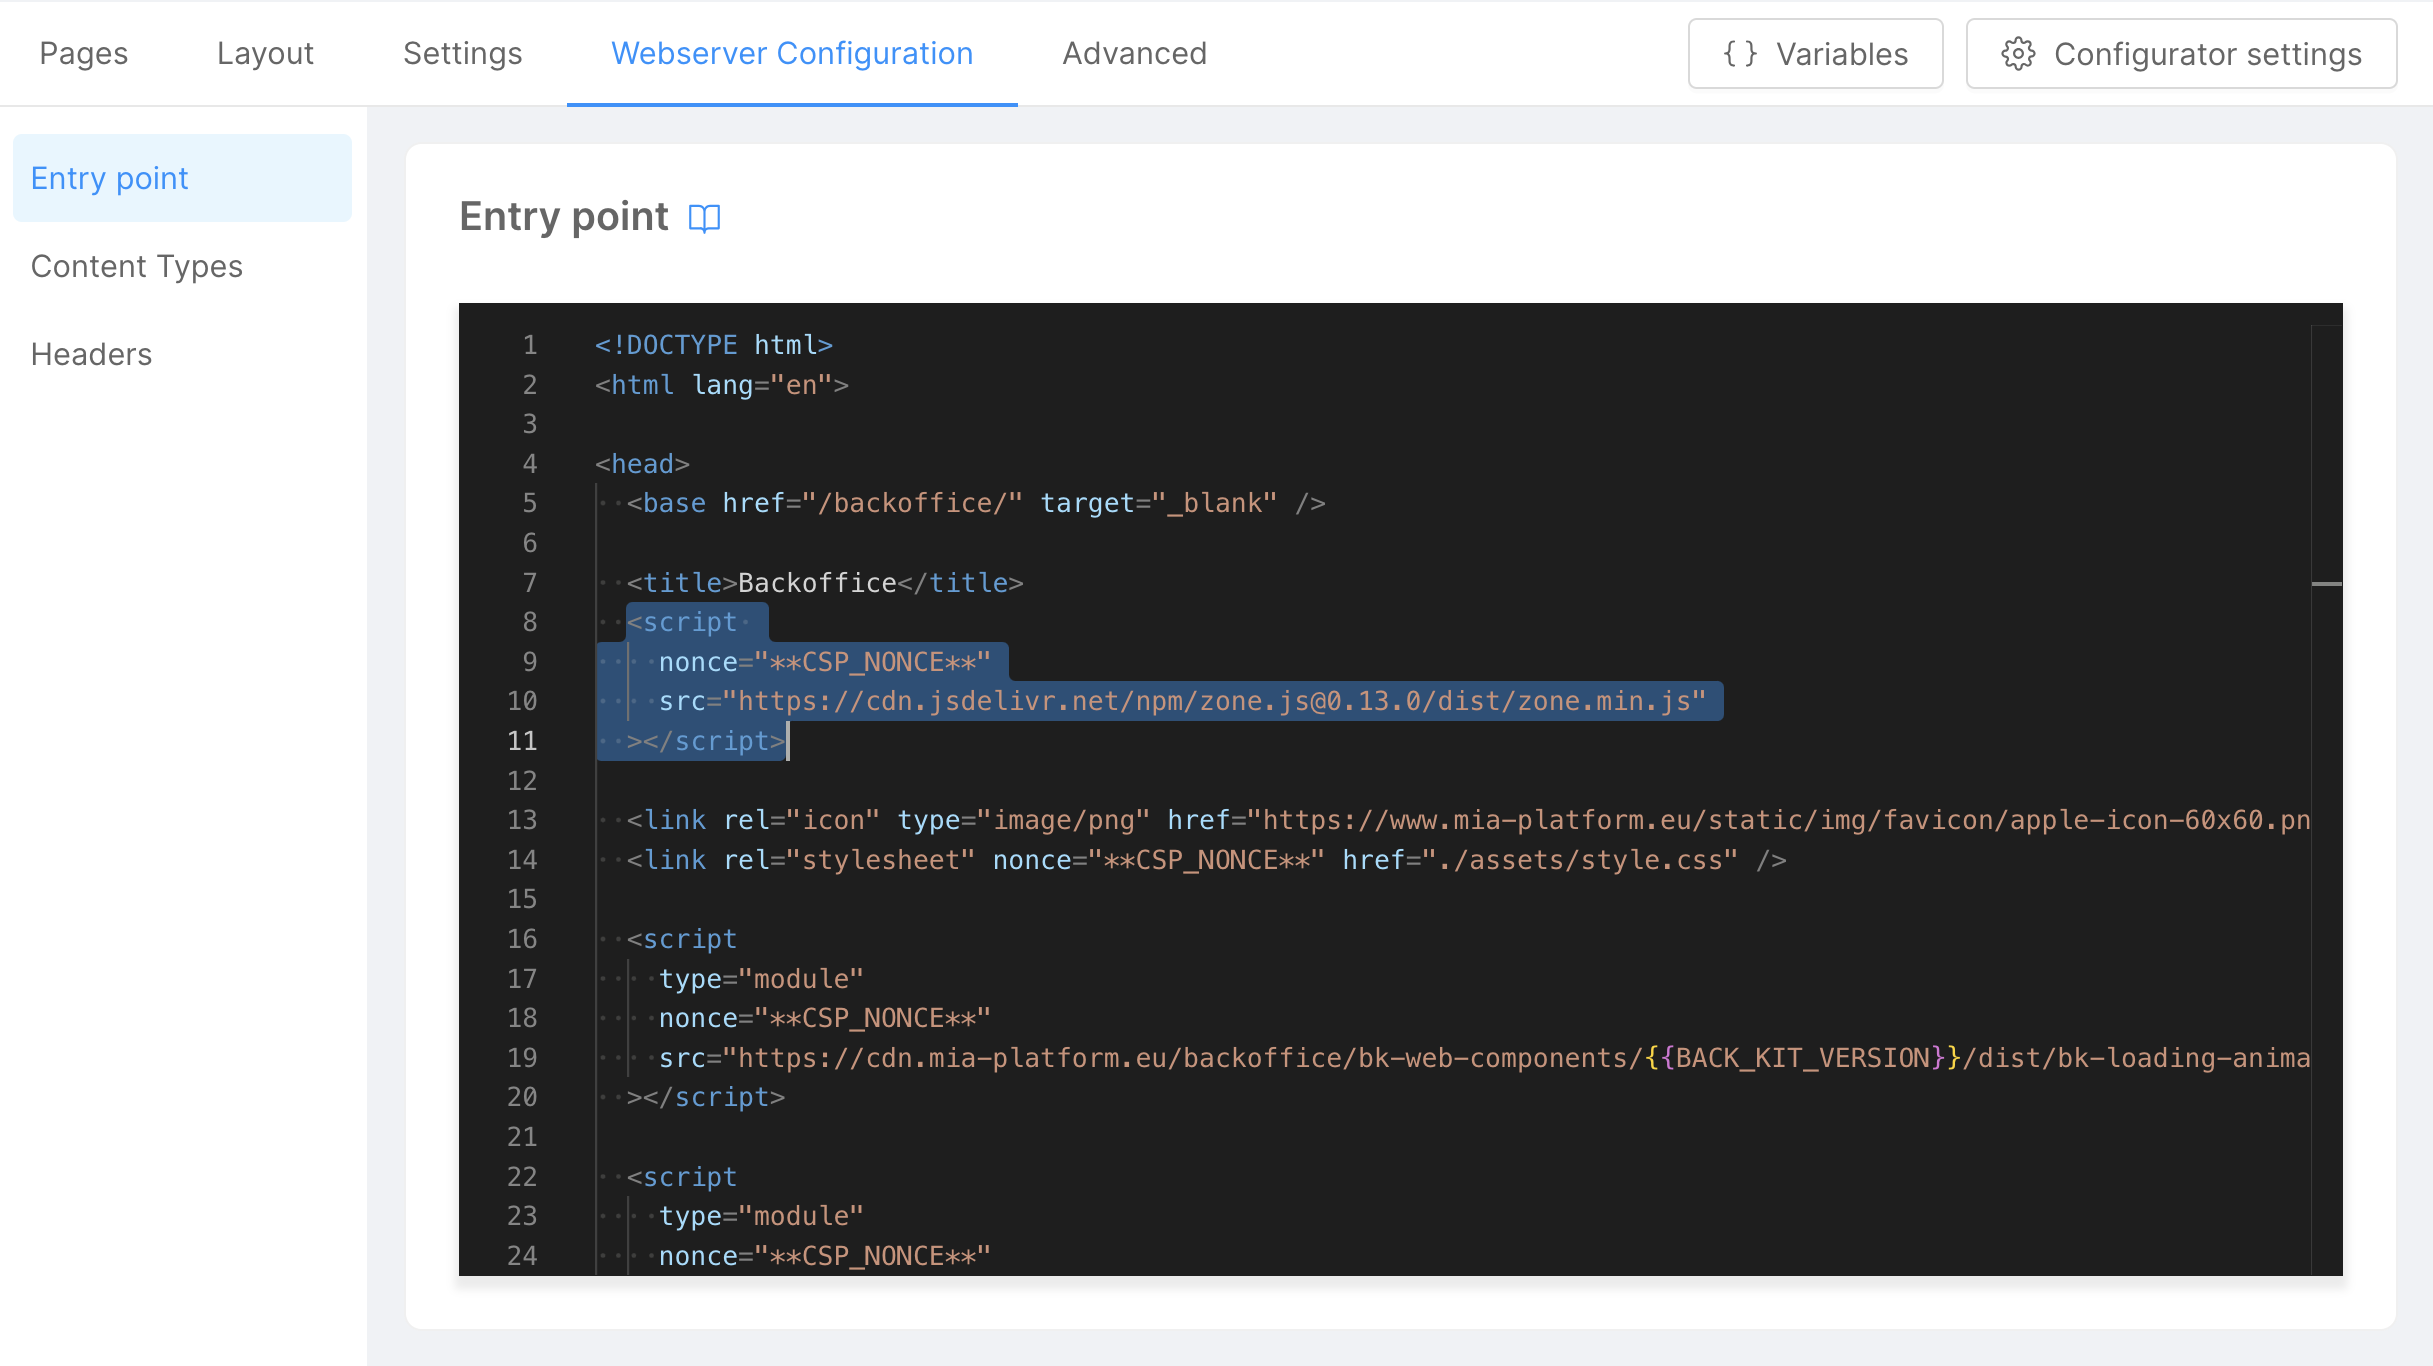 Pages Layout Settings Webserver Configuration Advanced { } Variables Configurator settings
Entry point
Content Types
Headers
Entry point
1 <!DOCTYPE html>
2 <html lang="en">
3
4 <head>
5 <base href="/backoffice/" target="_blank" />
6
7 <title>Backoffice</title>
8 <script
9 nonce="**CSP_NONCE**"
10 src="https://cdn.jsdelivr.net/npm/zone.js@0.13.0/dist/zone.min.js"
11 ></script>
12
13 <link rel="icon" type="image/png" href="https://www.mia-platform.eu/static/img/favicon/apple-icon-60x60.pn
14 <link rel="stylesheet" nonce="**CSP_NONCE**" href="./assets/style.css" />
15
16 <script
17 type="module"
18 nonce="**CSP_NONCE**"
19 src="https://cdn.mia-platform.eu/backoffice/bk-web-components/{{BACK_KIT_VERSION}}/dist/bk-loading-anima
20 ></script>
21
22 <script
23 type="module"
24 nonce="**CSP_NONCE**"